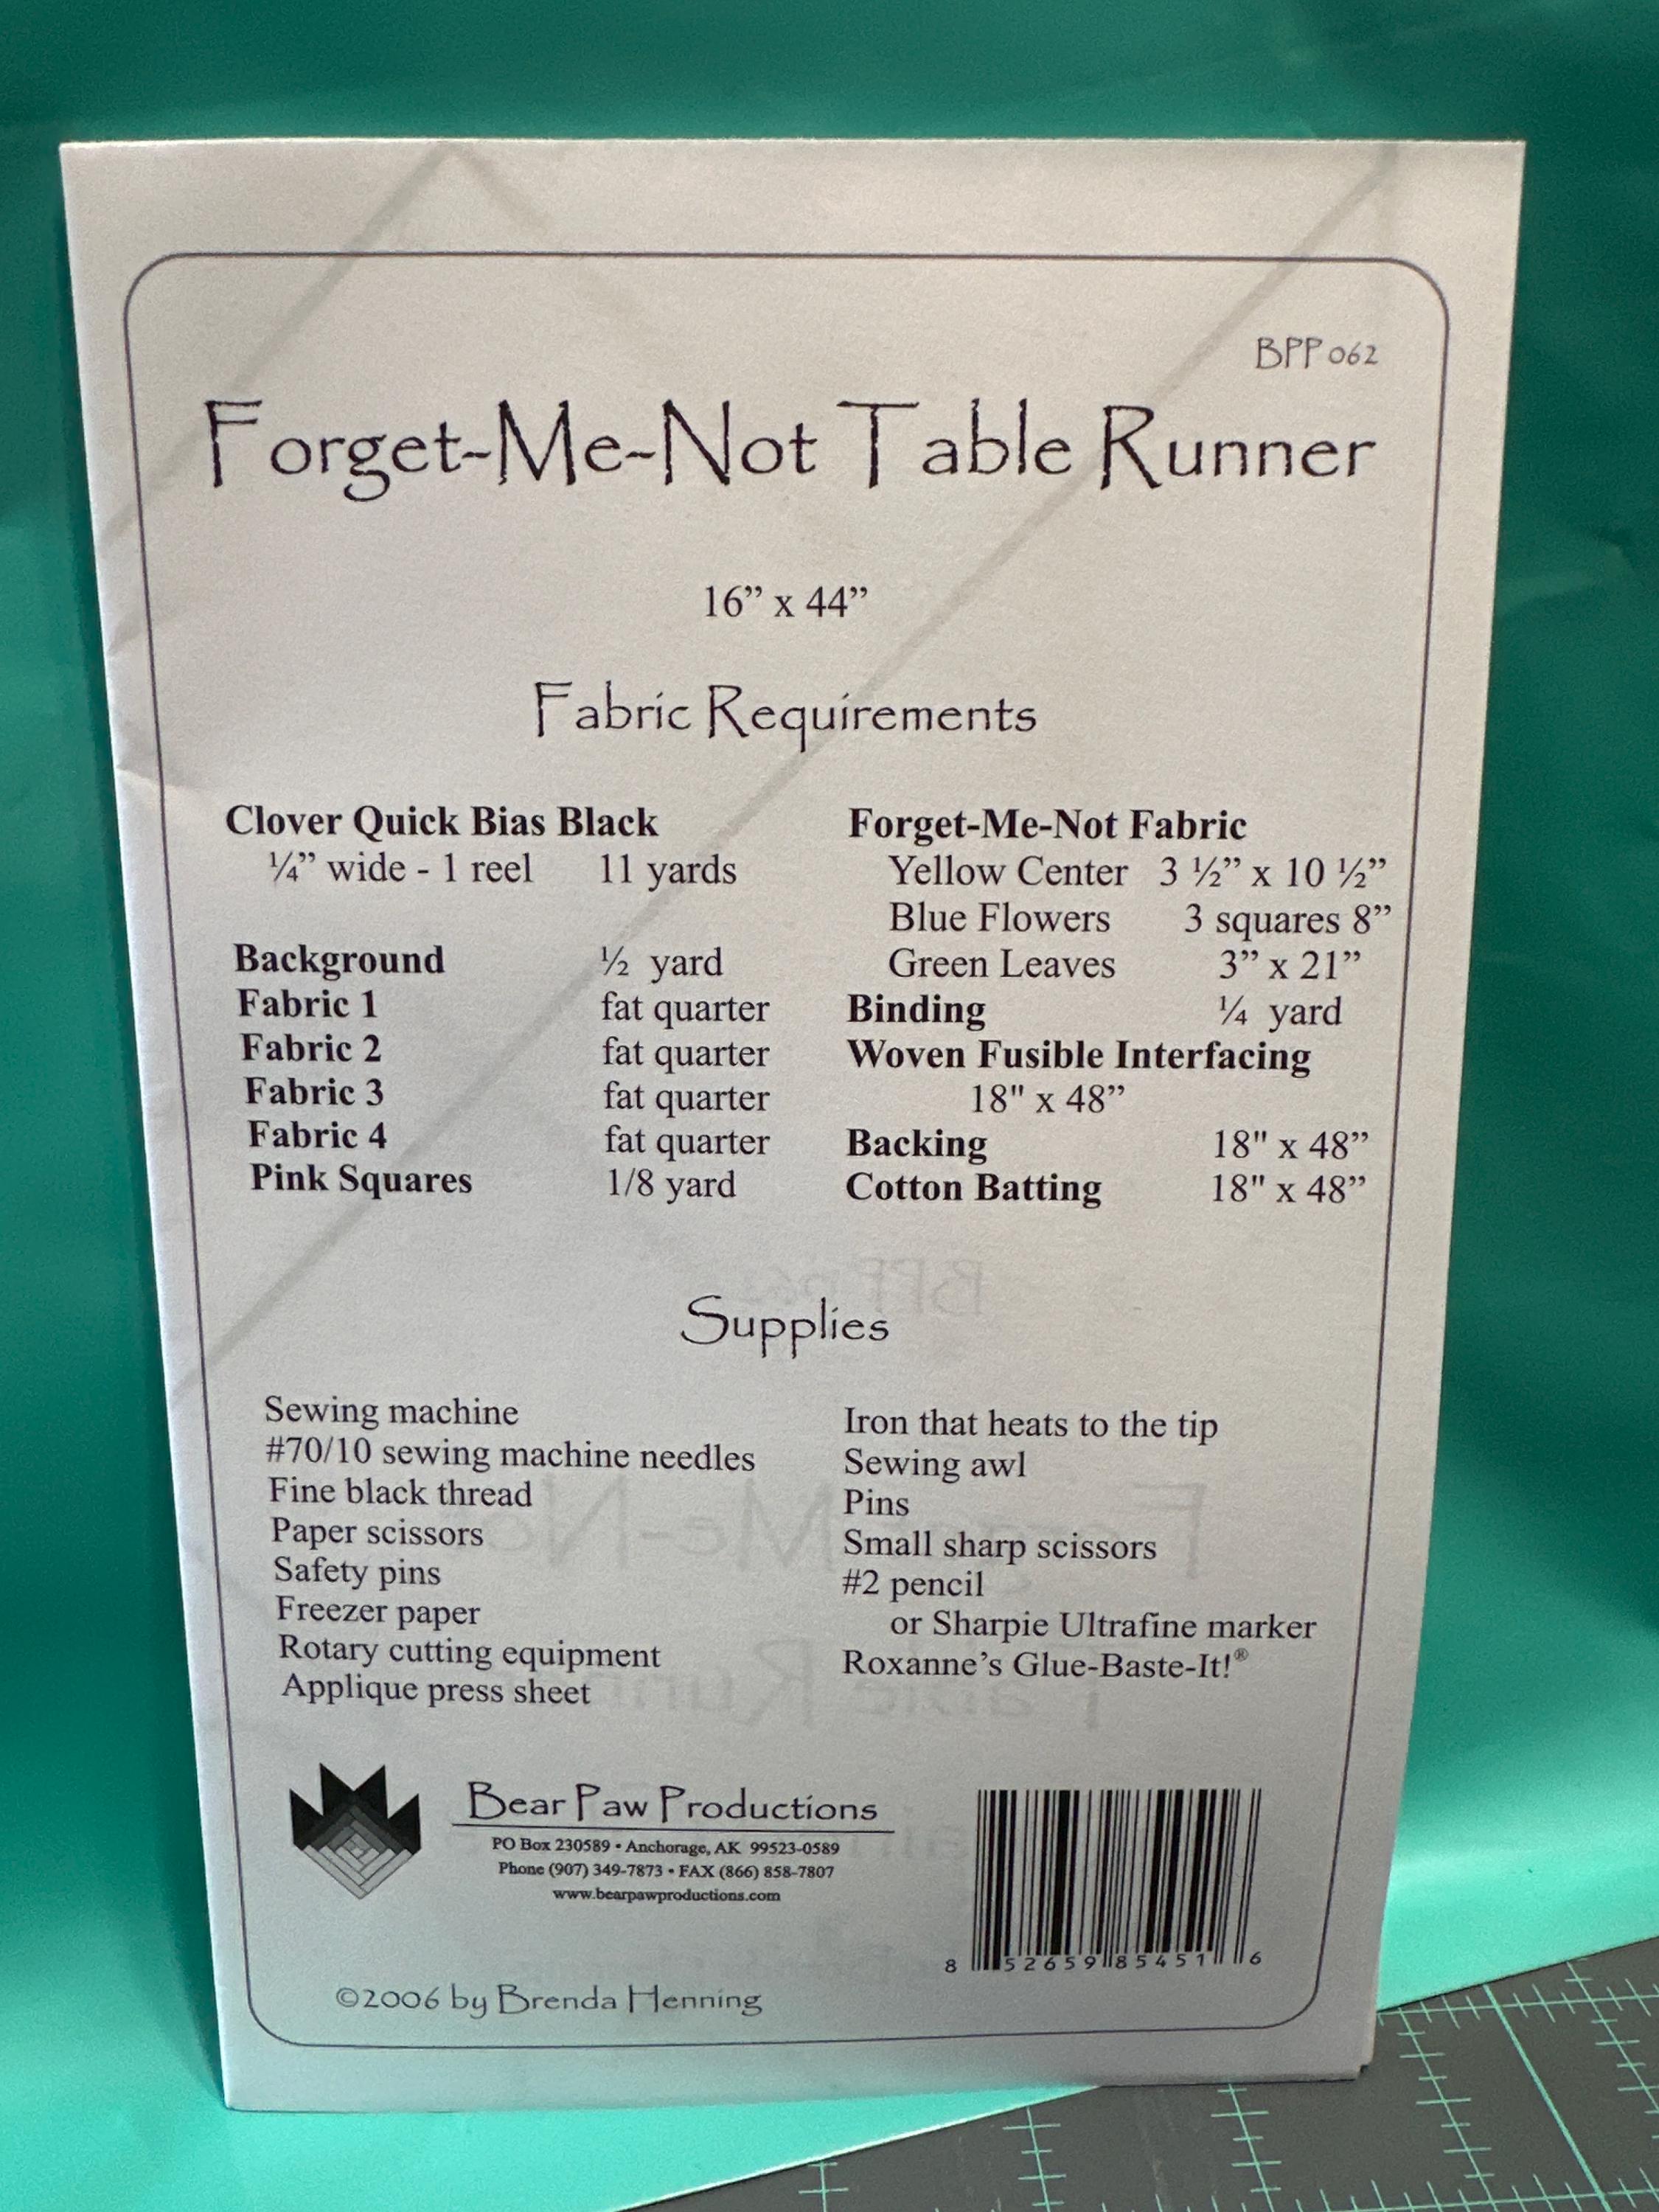 BPP 062
Forget-Me-Not Table Runner
16” x 44”
Fabric Requirements
Clover Quick Bias Black
¼” wide - 1 reel 11 yards
Background ½ yard
Fabric 1 fat quarter
Fabric 2 fat quarter
Fabric 3 fat quarter
Fabric 4 fat quarter
Pink Squares 1/8 yard
Forget-Me-Not Fabric
Yellow Center 3 ½” x 10 ½”
Blue Flowers 3 squares 8”
Green Leaves 3” x 21”
Binding ¼ yard
Woven Fusible Interfacing
18" x 48”
Backing 18" x 48”
Cotton Batting 18" x 48”
Supplies
Sewing machine
#70/10 sewing machine needles
Fine black thread
Paper scissors
Safety pins
Freezer paper
Rotary cutting equipment
Applique press sheet
Iron that heats to the tip
Sewing awl
Pins
Small sharp scissors
#2 pencil
or Sharpie Ultrafine marker
Roxanne’s Glue-Baste-It!®
Bear Paw Productions
PO Box 230589 • Anchorage, AK 99523-0589
Phone (907) 349-7873 • FAX (866) 858-7807
www.bearpawproductions.com
8 52659 85451 6
©2006 by Brenda Henning